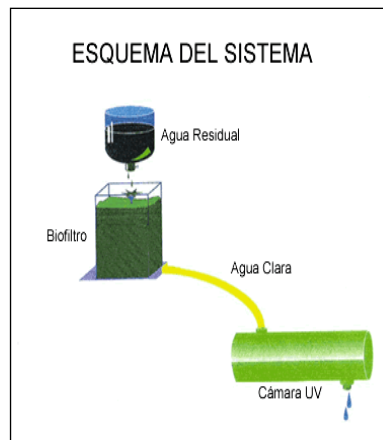 ESQUEMA DEL SISTEMA
Agua Residual
Biofiltro
Agua Clara
Cámara UV